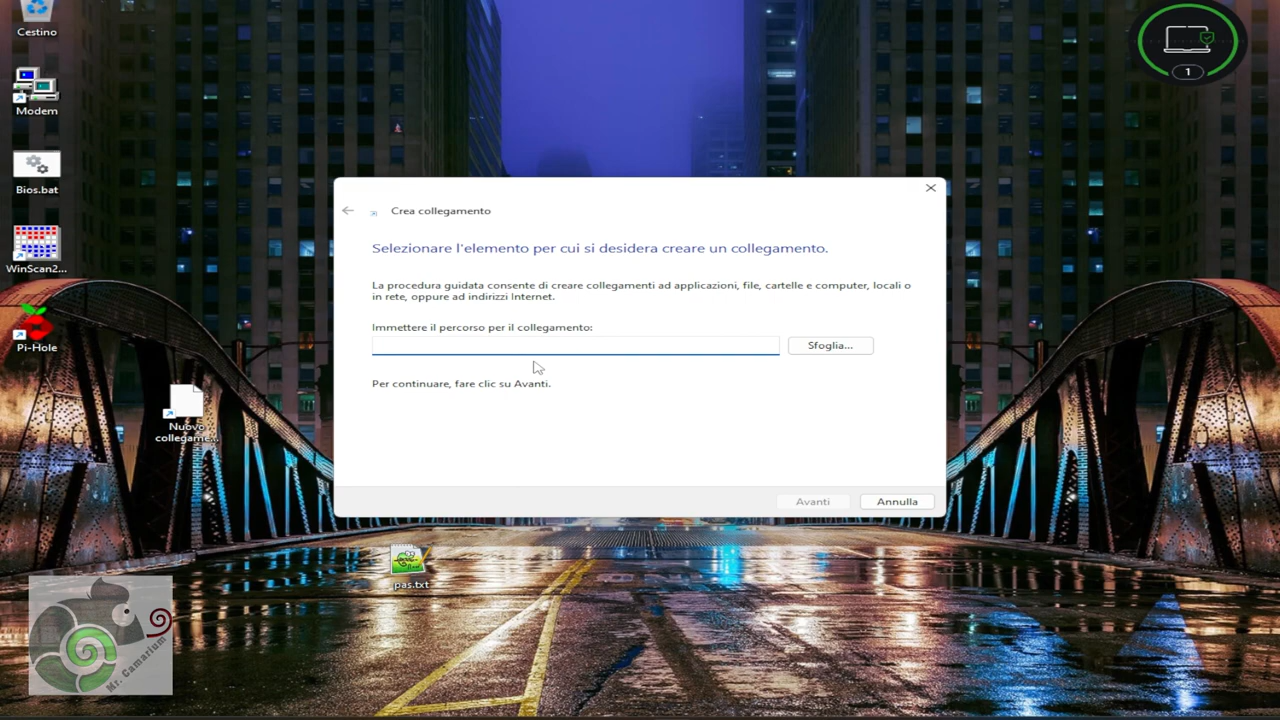 Cestino
Modem
Bios.bat
WinScan2...
Pi-Hole
Nuovo
collegame...
pas.txt
1
Crea collegamento
Selezionare l'elemento per cui si desidera creare un collegamento.
La procedura guidata consente di creare collegamenti ad applicazioni, file, cartelle e computer, locali o
in rete, oppure ad indirizzi Internet.
Immettere il percorso per il collegamento:
Sfoglia...
Per continuare, fare clic su Avanti.
Avanti
Annulla
Mr. Camarium